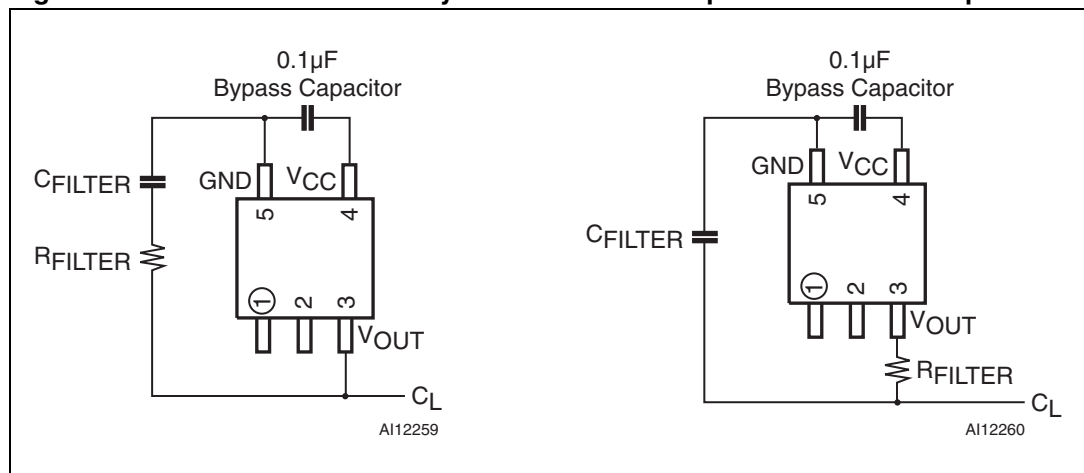 0.1µF
Bypass Capacitor
CFILTER
GND
VCC
5
4
RFILTER
1
2
3
VOUT
CL
AI12259
0.1µF
Bypass Capacitor
GND
VCC
5
4
CFILTER
1
2
3
VOUT
RFILTER
CL
AI12260